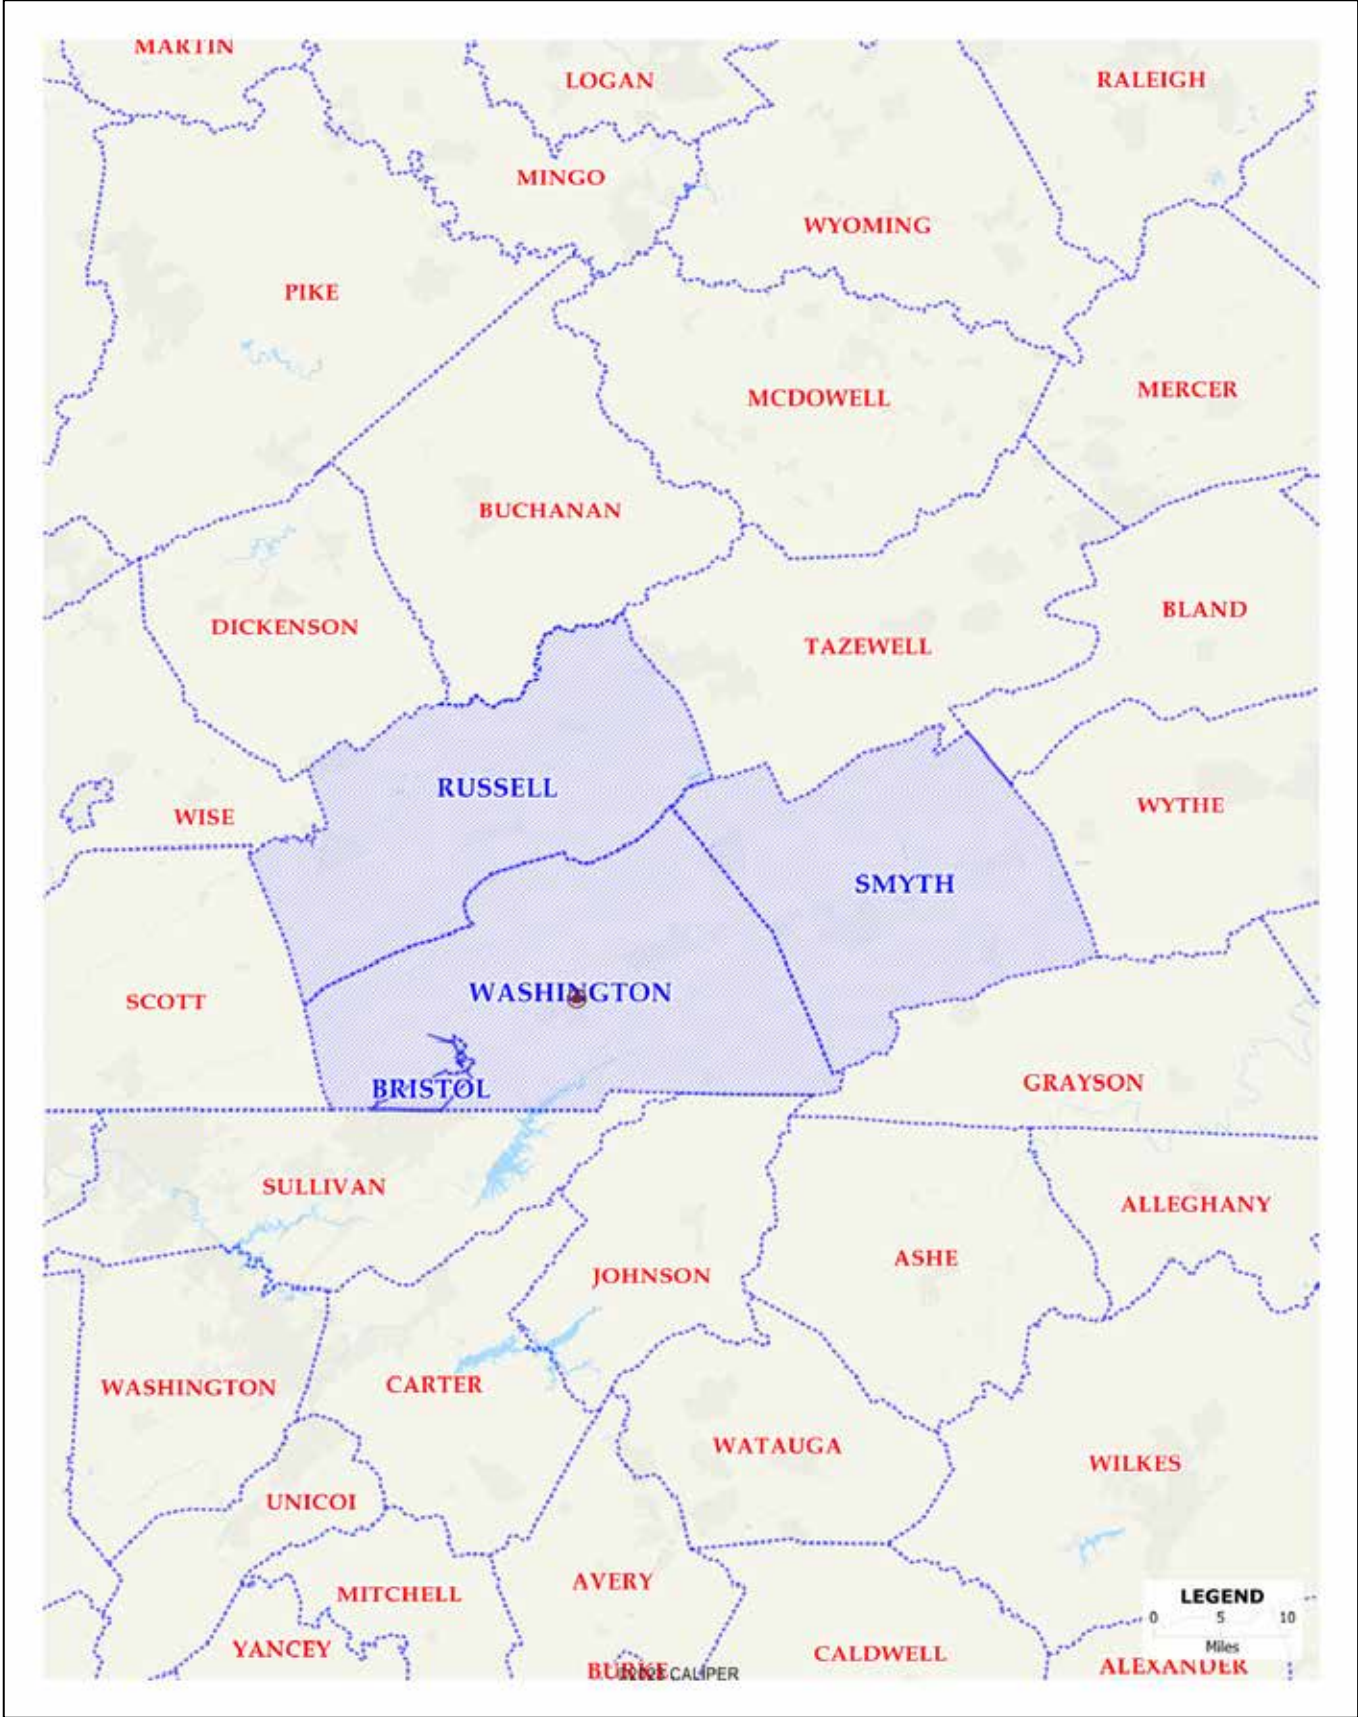 MARTIN
LOGAN
RALEIGH
MINGO
WYOMING
PIKE
MERCER
MCDOWELL
BUCHANAN
BLAND
DICKENSON
TAZEWELL
RUSSELL
WYTHE
WISE
SMYTH
WASHINGTON
SCOTT
GRAYSON
BRISTOL
SULLIVAN
ALLEGHANY
ASHE
JOHNSON
CARTER
WASHINGTON
WATAUGA
WILKES
UNICOI
AVERY
MITCHELL
LEGEND
0 5 10
Miles
YANCEY
CALDWELL
ALEXANDER
BURKE
CALIPER